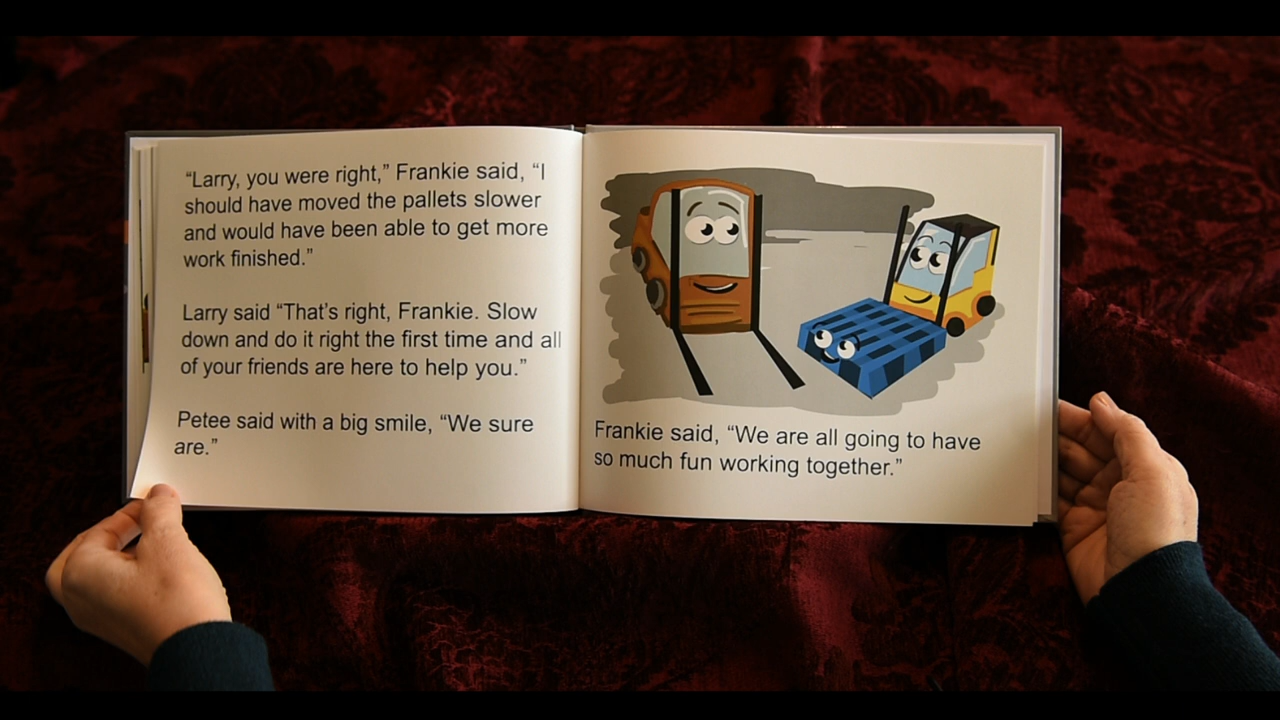 “Larry, you were right,” Frankie said, “I
should have moved the pallets slower
and would have been able to get more
work finished.”
Larry said “That’s right, Frankie. Slow
down and do it right the first time and all
of your friends are here to help you.”
Petee said with a big smile, “We sure
are.”
Frankie said, “We are all going to have
so much fun working together.”